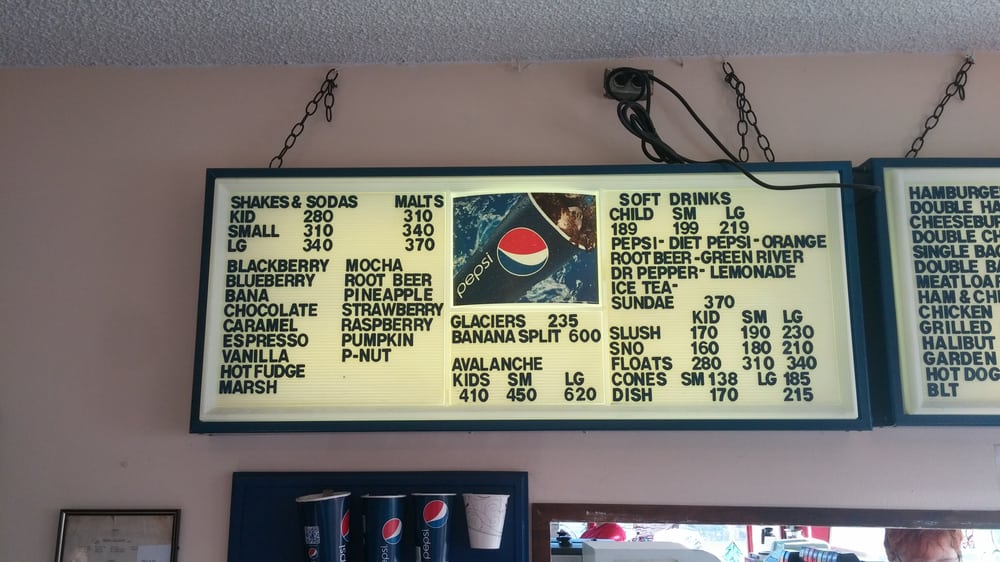 SHAKES & SODAS MALTS
KID 280 310
SMALL 310 340
LG 340 370
BLACKBERRY MOCHA
BLUEBERRY ROOT BEER
BANA PINEAPPLE
CHOCOLATE STRAWBERRY
CARAMEL RASPBERRY
ESPRESSO PUMPKIN
VANILLA P-NUT
HOT FUDGE
MARSH
pepsi
GLACIERS 235
BANANA SPLIT 600
AVALANCHE
KIDS SM LG
410 450 620
SOFT DRINKS
CHILD SM LG
189 199 219
PEPSI - DIET PEPSI - ORANGE
ROOT BEER - GREEN RIVER
DR PEPPER - LEMONADE
ICE TEA -
SUNDAE 370
KID SM LG
SLUSH 170 190 230
SNO 160 180 210
FLOATS 280 310 340
CONES SM 138 LG 185
DISH 170 215
HAMBURGE
DOUBLE HA
CHEESEBU
DOUBLE CH
SINGLE BAC
DOUBLE BA
MEATLOA
HAM & CH
CHICKEN
GRILLED
HALIBUT
GARDEN
HOT DOG
BLT
pepsi
pepsi
pepsi